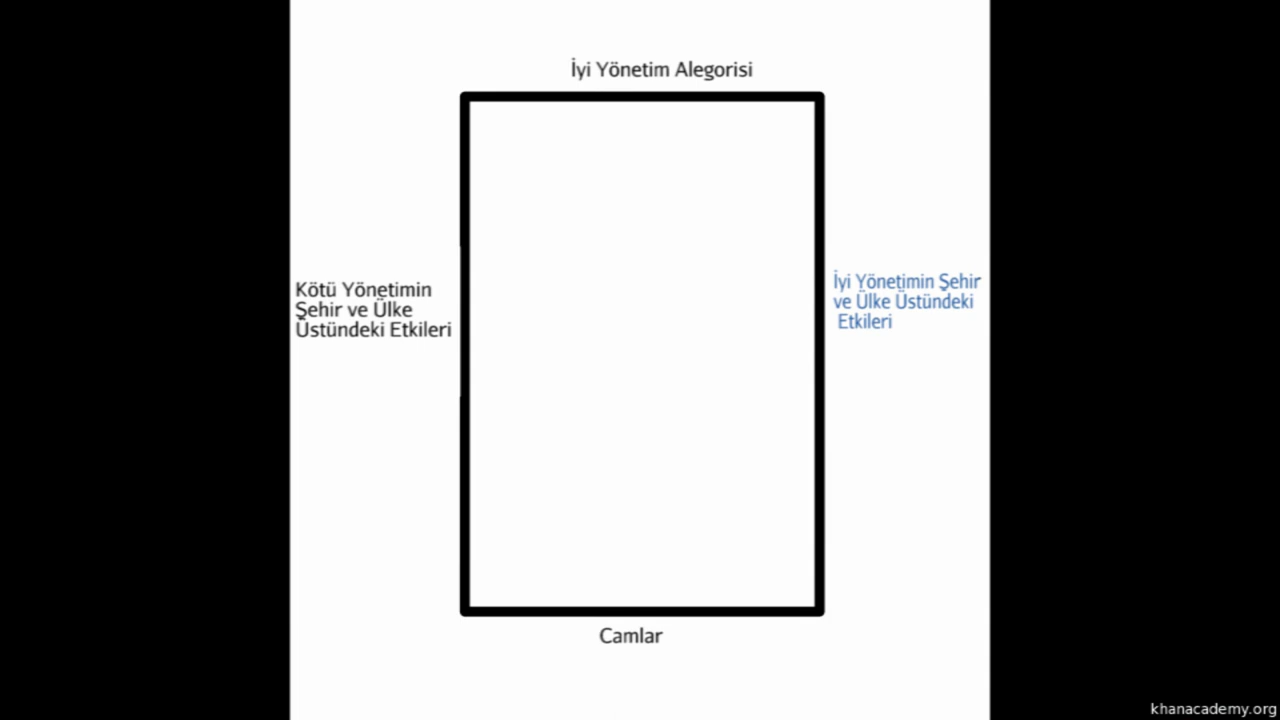 İyi Yönetim Alegorisi
Kötü Yönetimin
Şehir ve Ülke
Üstündeki Etkileri
İyi Yönetimin Şehir
ve Ülke Üstündeki
Etkileri
Camlar
khanacademy.org